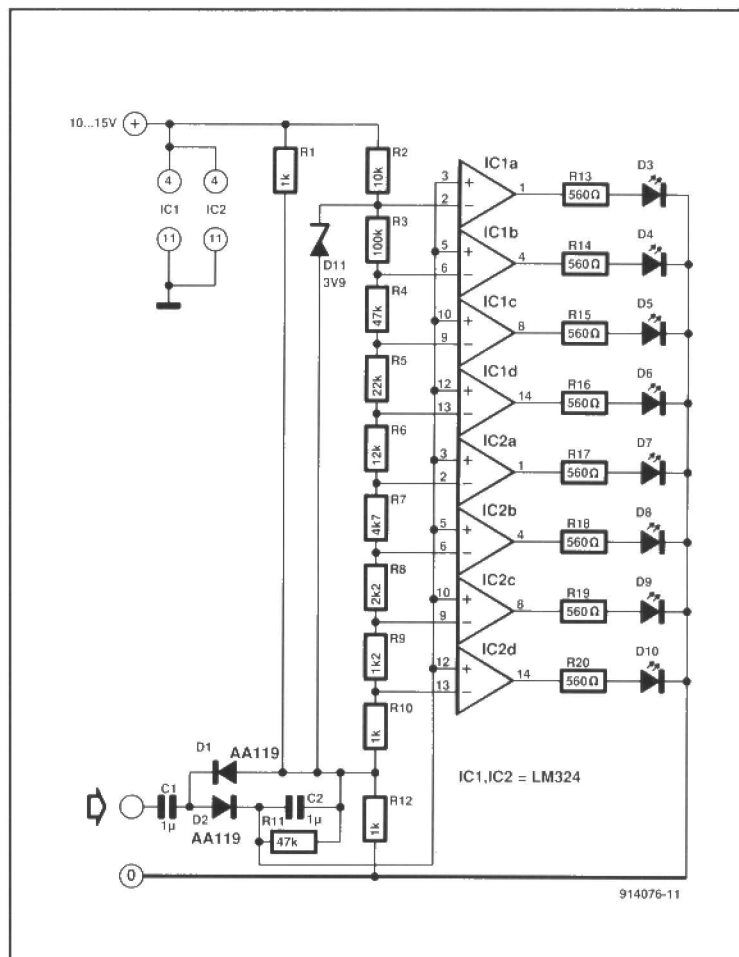 10...15V +
R1
1k
R2
10k
4
4
IC1
IC2
11
11
R3
100k
D11
3V9
R4
47k
R5
22k
R6
12k
R7
4k7
R8
2k2
R9
1k2
R10
1k
IC1a
3 +
2 −
1
R13
560Ω
D3
IC1b
5 +
6 −
4
R14
560Ω
D4
IC1c
10 +
9 −
8
R15
560Ω
D5
IC1d
12 +
13 −
14
R16
560Ω
D6
IC2a
3 +
2 −
1
R17
560Ω
D7
IC2b
5 +
6 −
4
R18
560Ω
D8
IC2c
10 +
9 −
8
R19
560Ω
D9
IC2d
12 +
13 −
14
R20
560Ω
D10
IC1,IC2 = LM324
D1
AA119
C1
1µ
D2
AA119
C2
1µ
R11
47k
R12
1k
0
914076-11